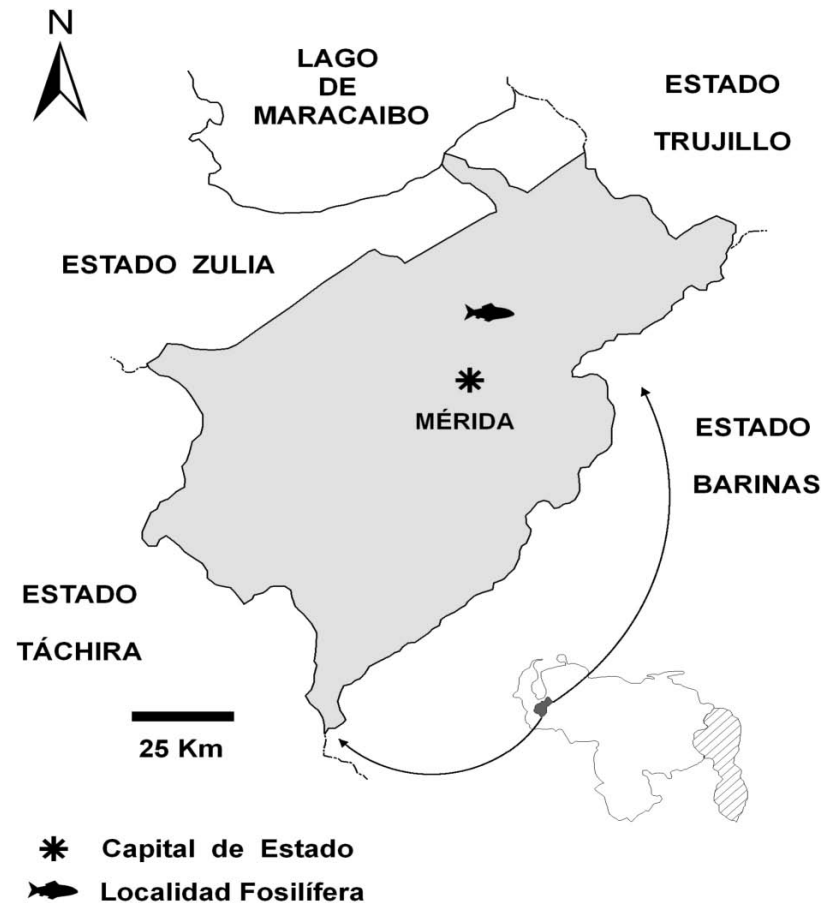 N
LAGO
DE
MARACAIBO
ESTADO
TRUJILLO
ESTADO ZULIA
MÉRIDA
ESTADO
BARINAS
ESTADO
TÁCHIRA
25 Km
Capital de Estado
Localidad Fosilífera